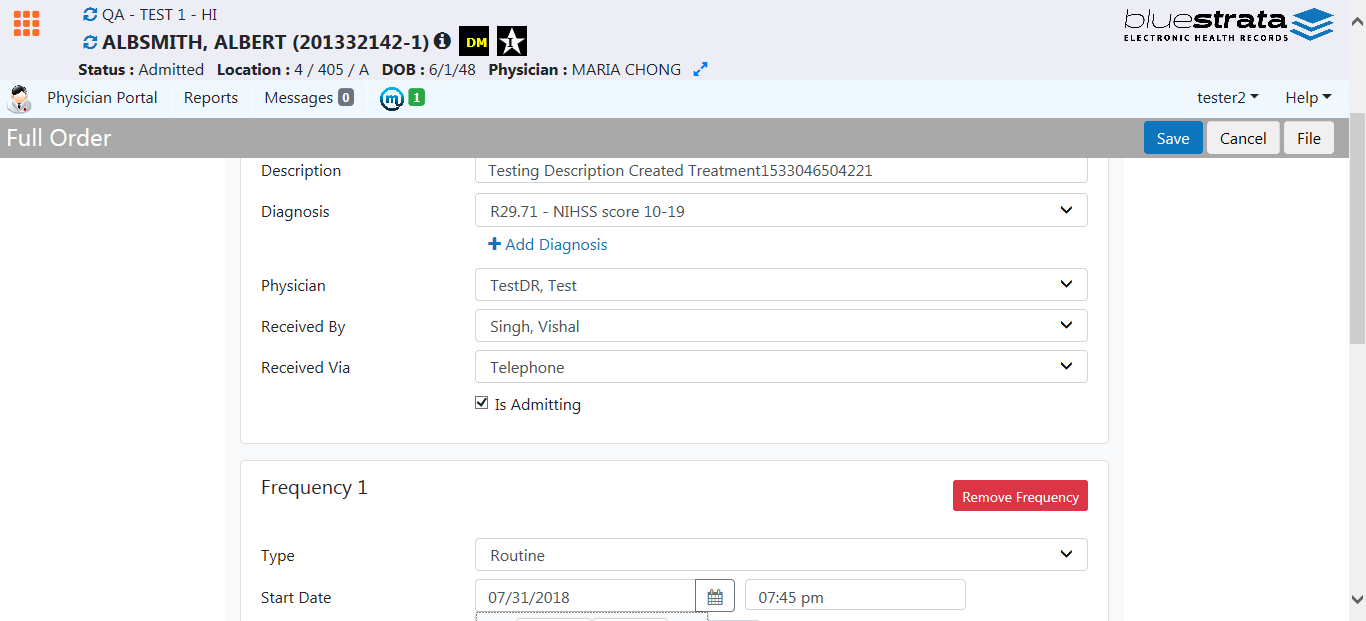 QA - TEST 1 - HI
ALBSMITH, ALBERT (201332142-1) DM 1
Status : Admitted Location : 4 / 405 / A DOB : 6/1/48 Physician : MARIA CHONG
bluestrata
ELECTRONIC HEALTH RECORDS
Physician Portal Reports Messages 0 m 1 tester2 Help
Full Order Save Cancel File
Description Testing Description Created Treatment1533046504221
Diagnosis R29.71 - NIHSS score 10-19
Add Diagnosis
Physician TestDR, Test
Received By Singh, Vishal
Received Via Telephone
Is Admitting
Frequency 1 Remove Frequency
Type Routine
Start Date 07/31/2018 07:45 pm